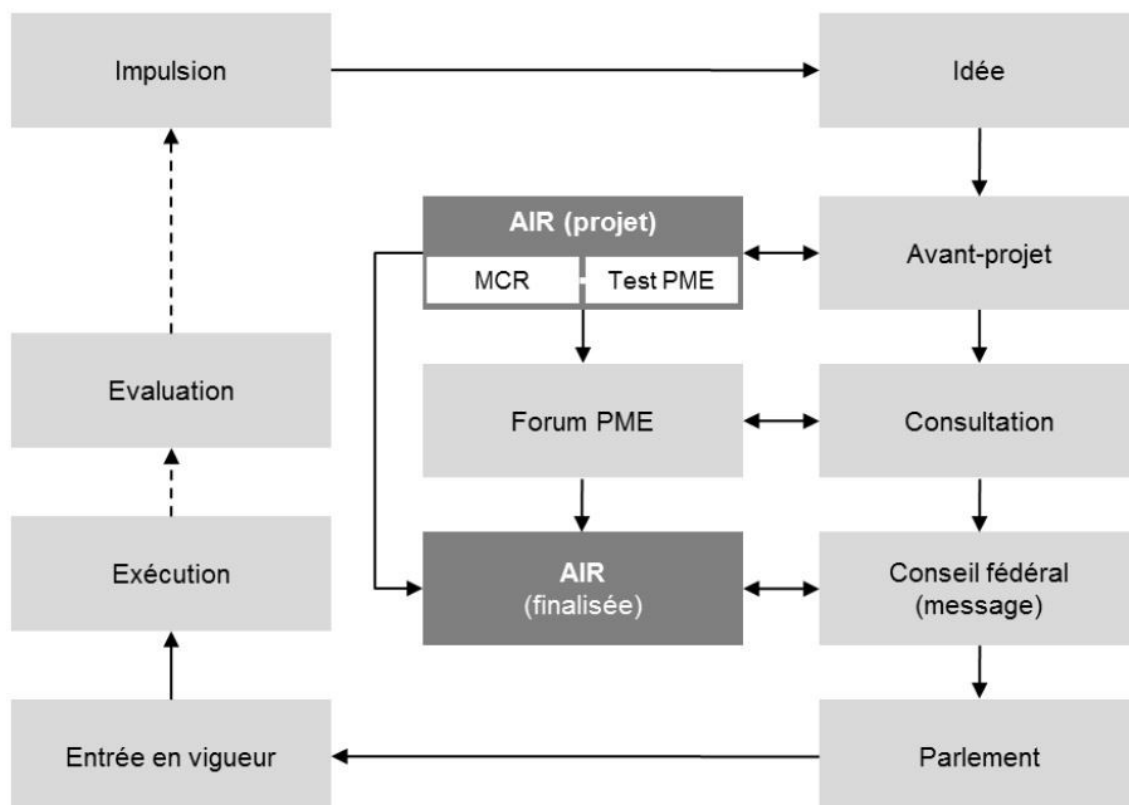 Impulsion
Idée
AIR (projet)
MCR
Test PME
Avant-projet
Evaluation
Forum PME
Consultation
Exécution
AIR
(finalisée)
Conseil fédéral
(message)
Entrée en vigueur
Parlement